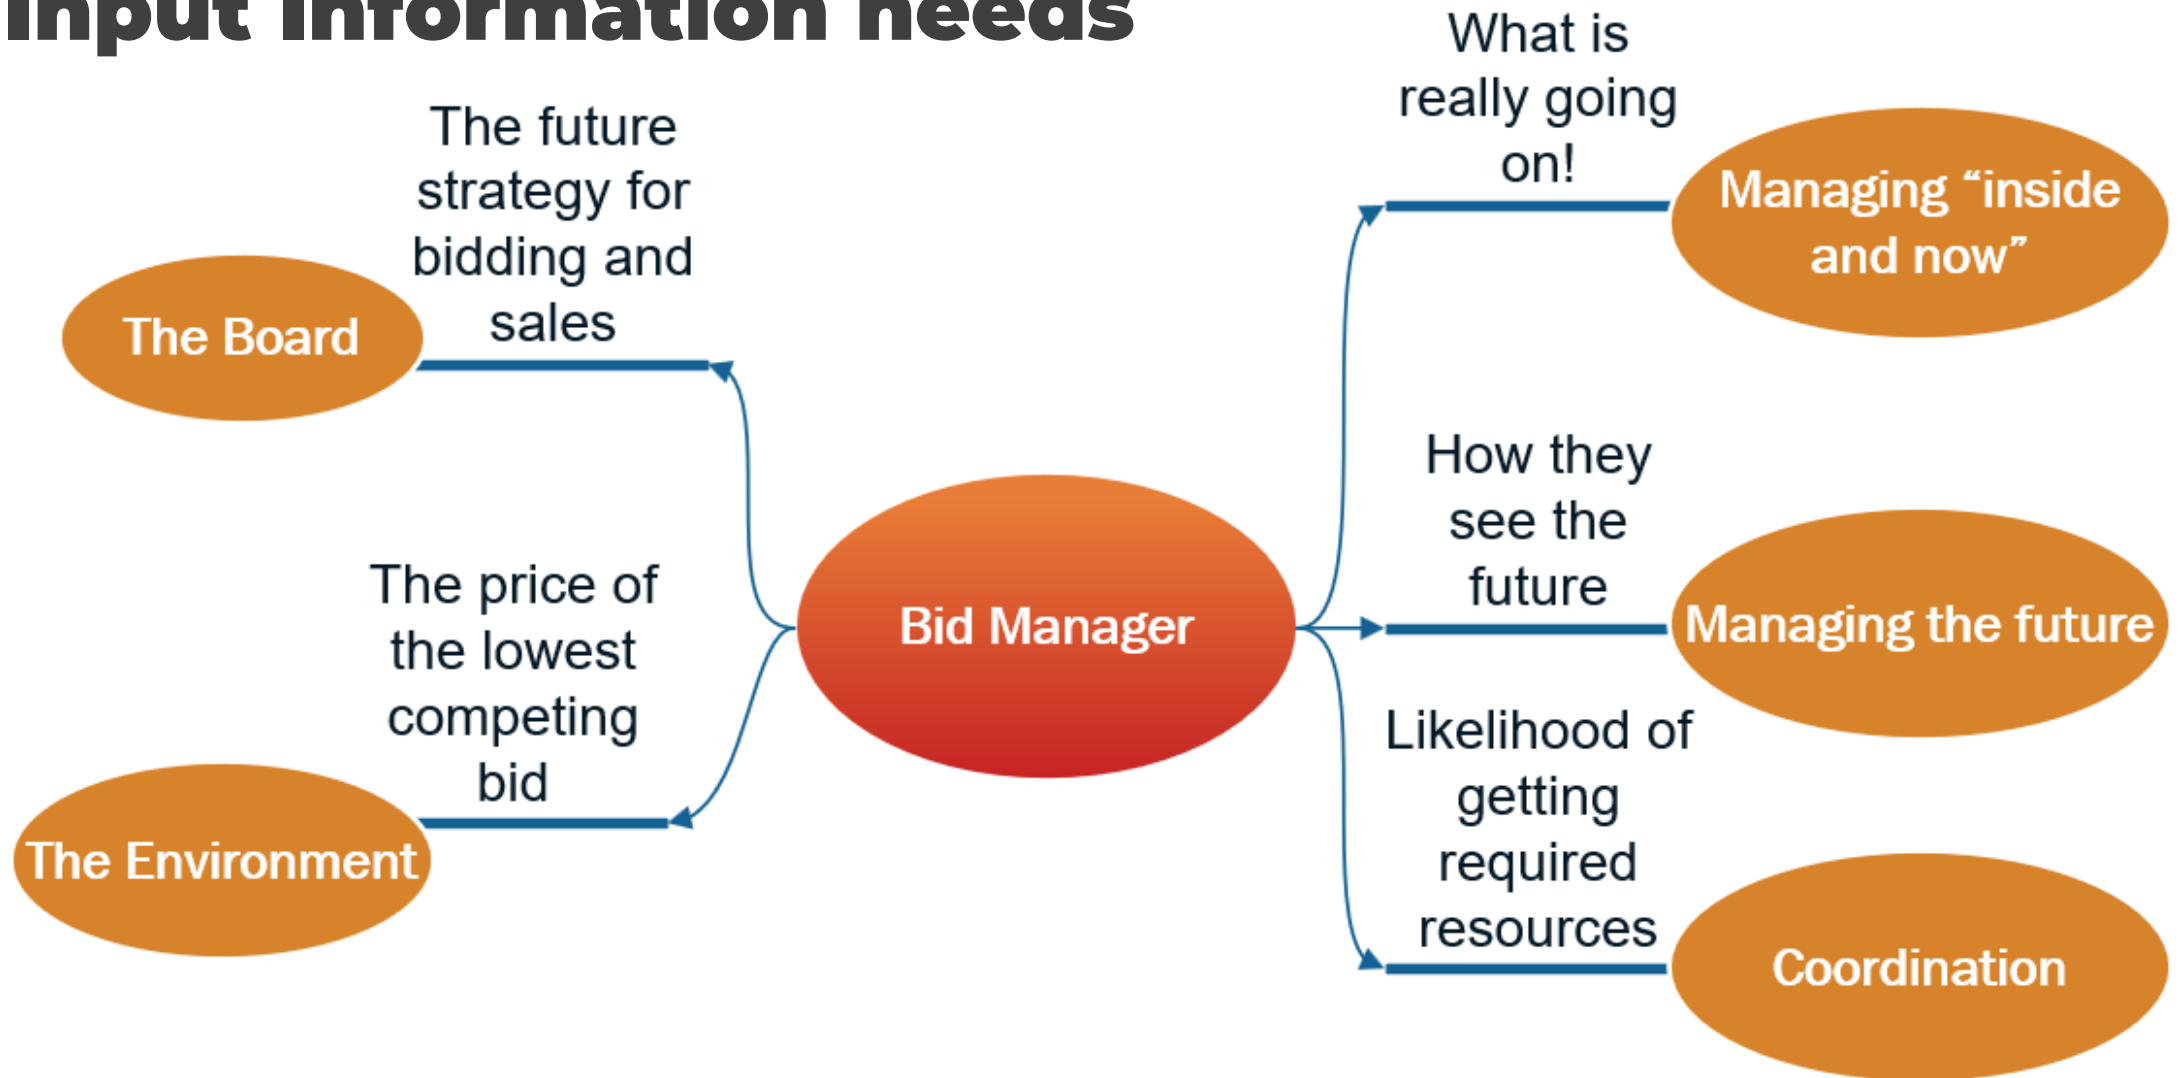 Input information needs
The future
strategy for
bidding and
sales
The Board
The price of
the lowest
competing
bid
The Environment
Bid Manager
What is
really going
on!
Managing “inside
and now”
How they
see the
future
Managing the future
Likelihood of
getting
required
resources
Coordination